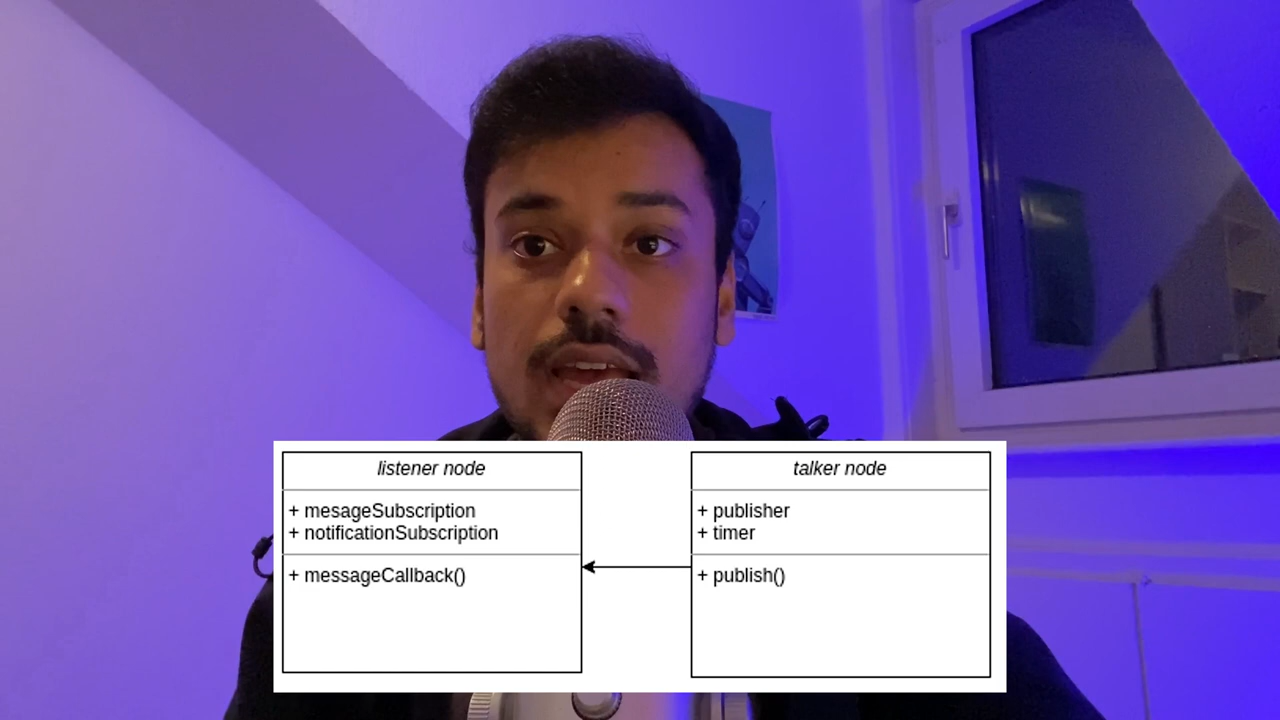 listener node
+ mesageSubscription
+ notificationSubscription
+ messageCallback()
talker node
+ publisher
+ timer
+ publish()